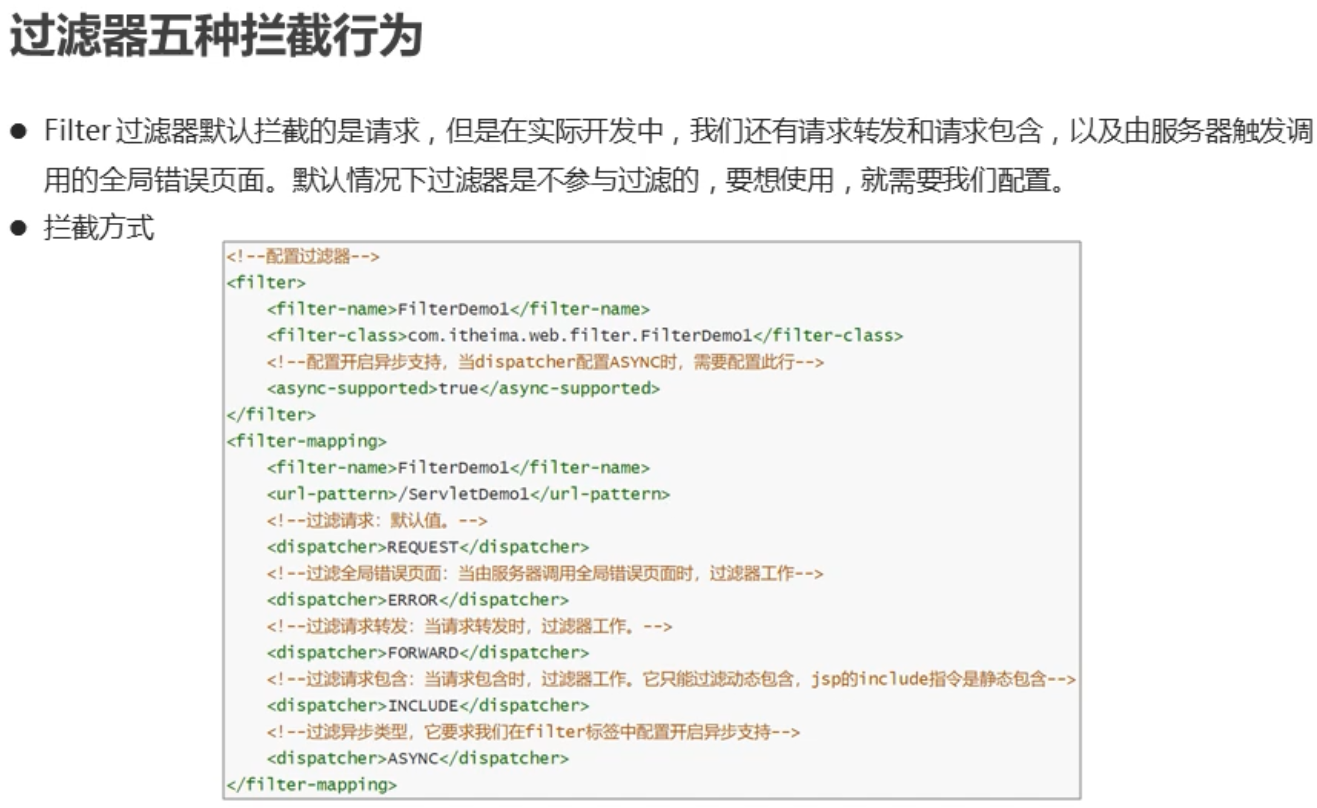 过滤器五种拦截行为
● Filter过滤器默认拦截的是请求，但是在实际开发中，我们还有请求转发和请求包含，以及由服务器触发调
用的全局错误页面。默认情况下过滤器是不参与过滤的，要想使用，就需要我们配置。
● 拦截方式
<!--配置过滤器-->
<filter>
    <filter-name>FilterDemo1</filter-name>
    <filter-class>com.itheima.web.filter.FilterDemo1</filter-class>
    <!--配置开启异步支持，当dispatcher配置ASYNC时，需要配置此行-->
    <async-supported>true</async-supported>
</filter>
<filter-mapping>
    <filter-name>FilterDemo1</filter-name>
    <url-pattern>/ServletDemo1</url-pattern>
    <!--过滤请求：默认值。-->
    <dispatcher>REQUEST</dispatcher>
    <!--过滤全局错误页面：当由服务器调用全局错误页面时，过滤器工作-->
    <dispatcher>ERROR</dispatcher>
    <!--过滤请求转发：当请求转发时，过滤器工作。-->
    <dispatcher>FORWARD</dispatcher>
    <!--过滤请求包含：当请求包含时，过滤器工作。它只能过滤动态包含，jsp的include指令是静态包含-->
    <dispatcher>INCLUDE</dispatcher>
    <!--过滤异步类型，它要求我们在filter标签中配置开启异步支持-->
    <dispatcher>ASYNC</dispatcher>
</filter-mapping>